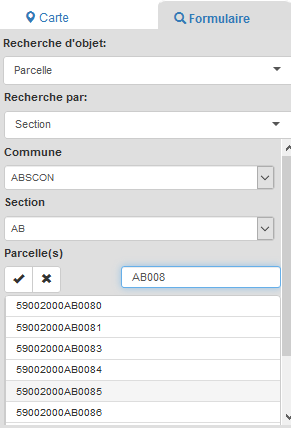 Carte
Formulaire
Recherche d'objet:
Parcelle
Recherche par:
Section
Commune
ABSCON
Section
AB
Parcelle(s)
AB008
59002000AB0080
59002000AB0081
59002000AB0083
59002000AB0084
59002000AB0085
59002000AB0086